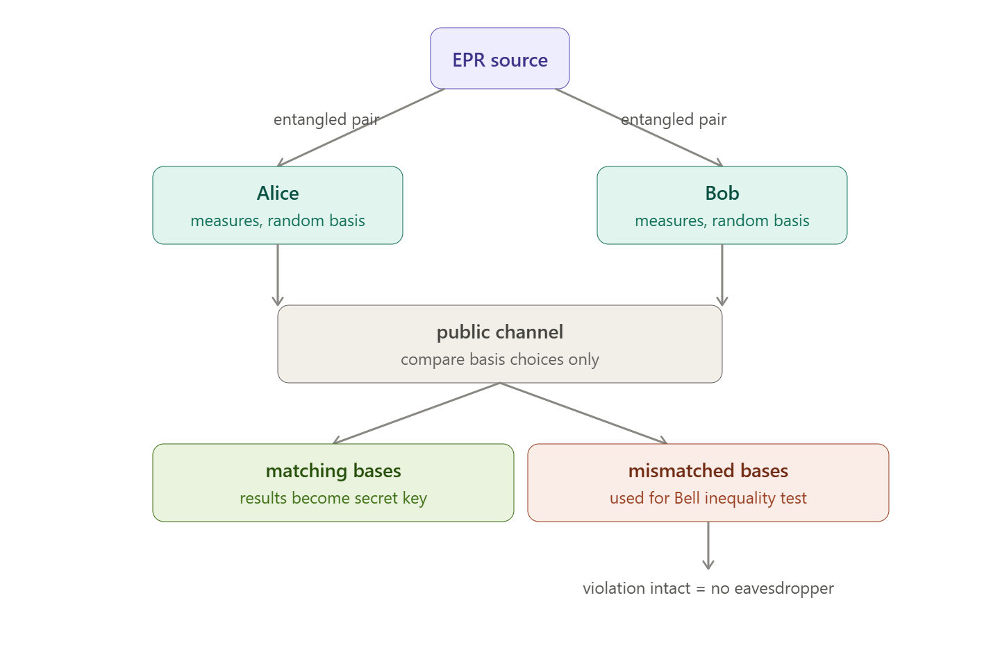 EPR source
entangled pair
entangled pair
Alice
measures, random basis
Bob
measures, random basis
public channel
compare basis choices only
matching bases
results become secret key
mismatched bases
used for Bell inequality test
violation intact = no eavesdropper